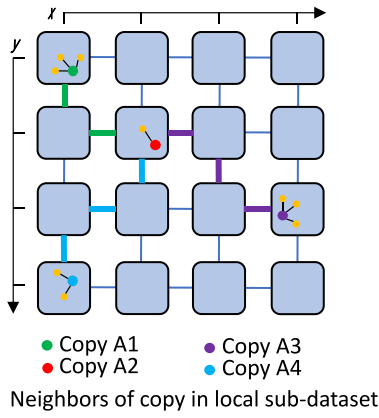 x
y
Copy A1
Copy A3
Copy A2
Copy A4
Neighbors of copy in local sub-dataset